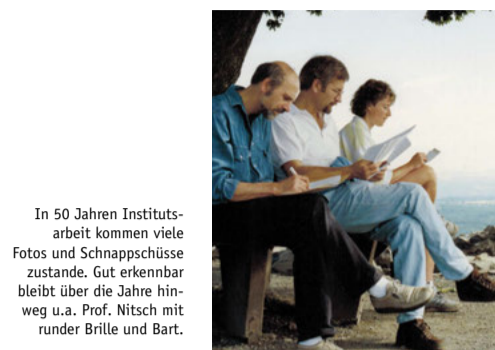 In 50 Jahren Instituts-
arbeit kommen viele
Fotos und Schnappschüsse
zustande. Gut erkennbar
bleibt über die Jahre hin-
weg u.a. Prof. Nitsch mit
runder Brille und Bart.